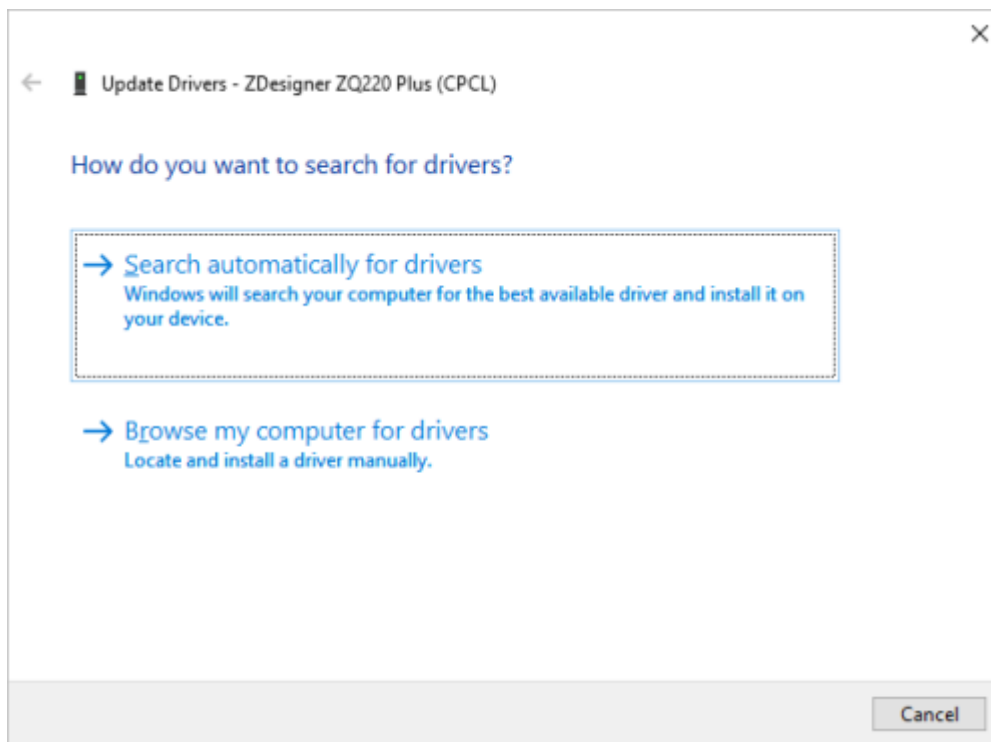 Update Drivers - ZDesigner ZQ220 Plus (CPCL)
How do you want to search for drivers?
Search automatically for drivers
Windows will search your computer for the best available driver and install it on
your device.
Browse my computer for drivers
Locate and install a driver manually.
Cancel